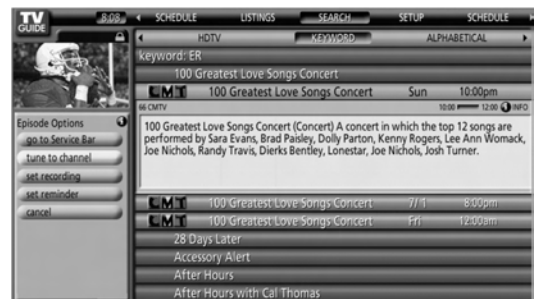 TV GUIDE
8:08
SCHEDULE LISTINGS SEARCH SETUP SCHEDULE
HDTV KEYWORD ALPHABETICAL
keyword: ER
100 Greatest Love Songs Concert
CMT 100 Greatest Love Songs Concert Sun 10:00pm
66 CMTV 10:00 12:00 INFO
100 Greatest Love Songs Concert (Concert) A concert in which the top 12 songs are
performed by Sara Evans, Brad Paisley, Dolly Parton, Kenny Rogers, Lee Ann Womack,
Joe Nichols, Randy Travis, Dierks Bentley, Lonestar, Joe Nichols, Josh Turner.
Episode Options
go to Service Bar
tune to channel
set recording
set reminder
cancel
CMT 100 Greatest Love Songs Concert 7/ 1 8:00pm
CMT 100 Greatest Love Songs Concert Fri 12:00am
28 Days Later
Accessory Alert
After Hours
After Hours with Cal Thomas